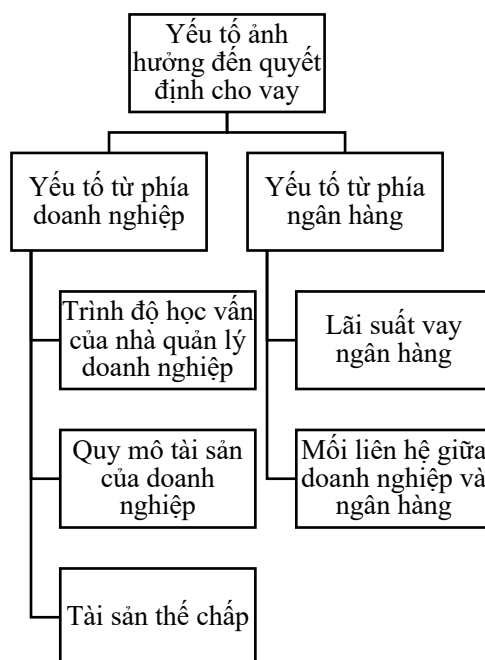 Yếu tố ảnh
hưởng đến quyết
định cho vay
Yếu tố từ phía
doanh nghiệp
Yếu tố từ phía
ngân hàng
Trình độ học vấn
của nhà quản lý
doanh nghiệp
Lãi suất vay
ngân hàng
Quy mô tài sản
của doanh
nghiệp
Mối liên hệ giữa
doanh nghiệp và
ngân hàng
Tài sản thế chấp